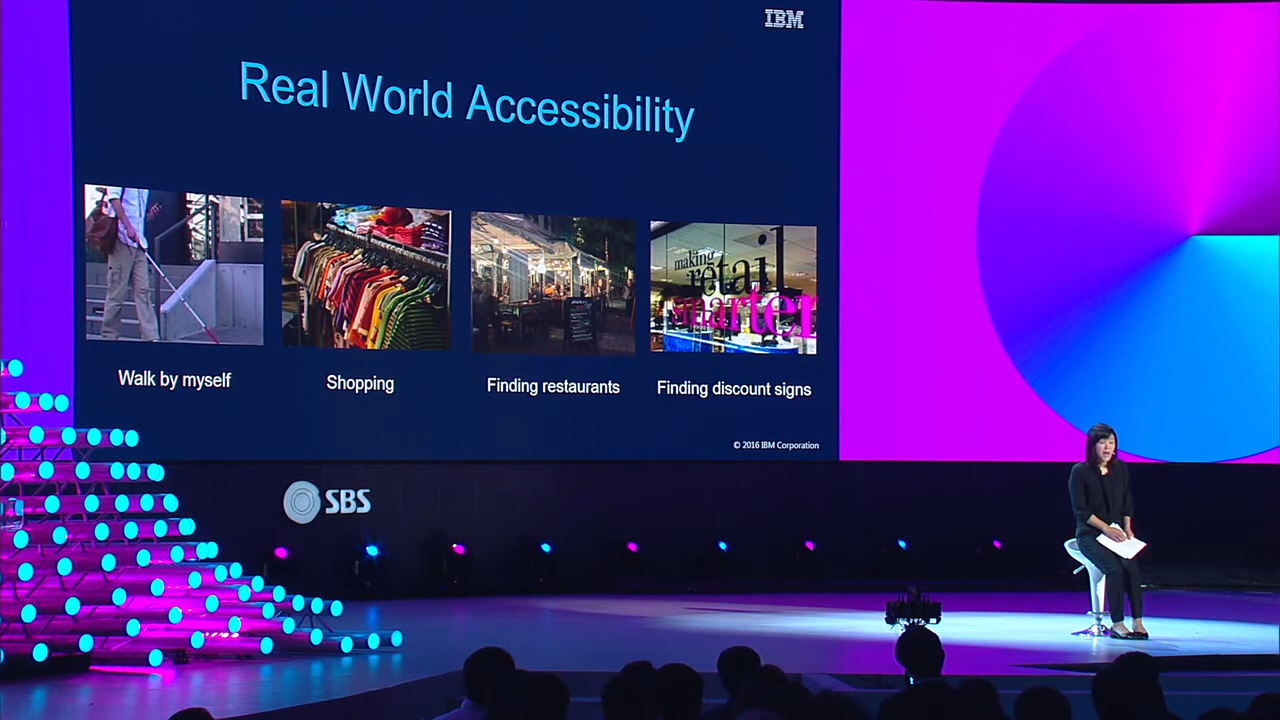 IBM
Real World Accessibility
making
retail
smarter
Walk by myself
Shopping
Finding restaurants
Finding discount signs
© 2016 IBM Corporation
SBS